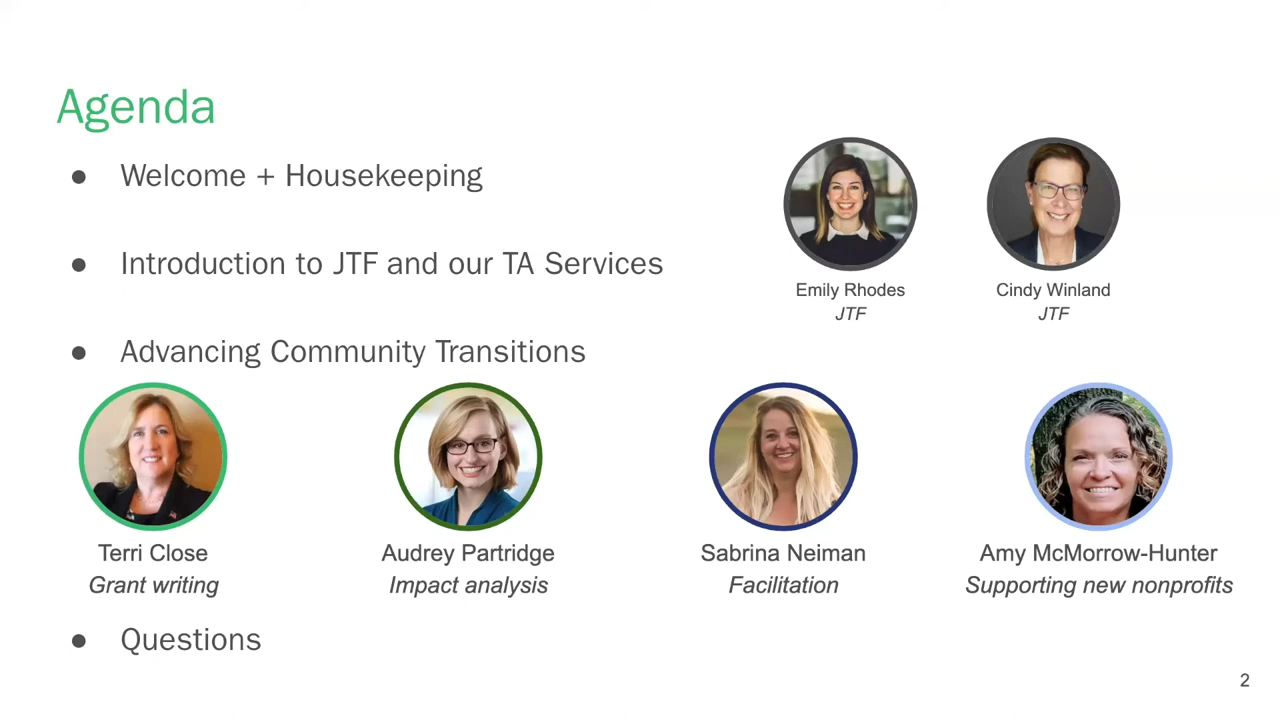 Agenda
● Welcome + Housekeeping
● Introduction to JTF and our TA Services
Emily Rhodes
JTF
Cindy Winland
JTF
● Advancing Community Transitions
Terri Close
Grant writing
Audrey Partridge
Impact analysis
Sabrina Neiman
Facilitation
Amy McMorrow-Hunter
Supporting new nonprofits
● Questions
2